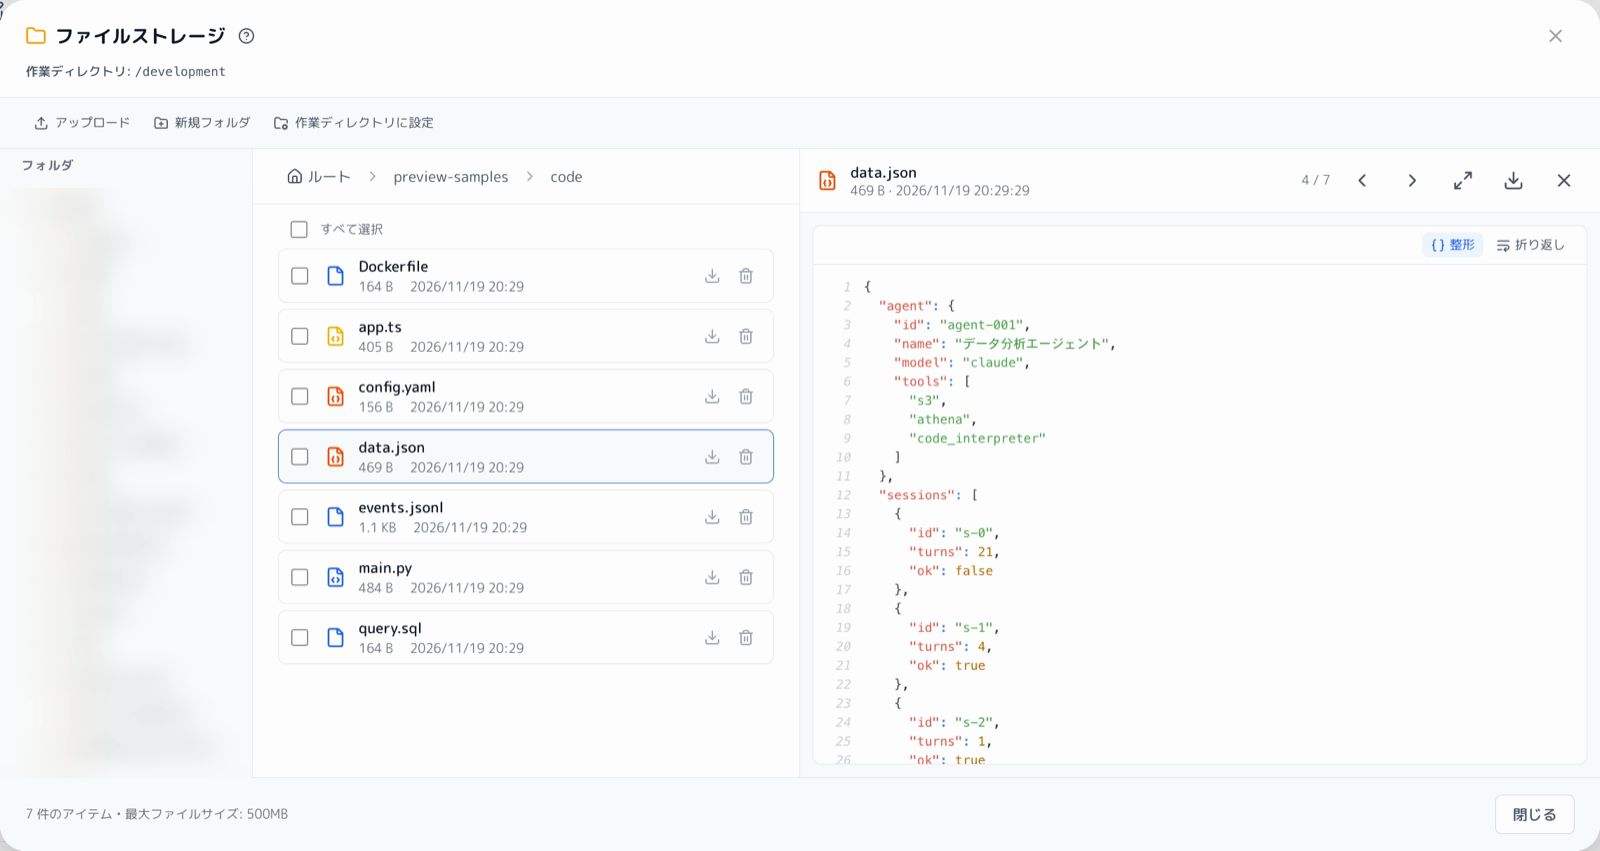 ファイルストレージ
作業ディレクトリ: /development
アップロード 新規フォルダ 作業ディレクトリに設定
フォルダ
ルート preview-samples code
すべて選択
Dockerfile
164 B 2026/11/19 20:29
app.ts
405 B 2026/11/19 20:29
config.yaml
156 B 2026/11/19 20:29
data.json
469 B 2026/11/19 20:29
events.jsonl
1.1 KB 2026/11/19 20:29
main.py
484 B 2026/11/19 20:29
query.sql
164 B 2026/11/19 20:29
data.json
469 B · 2026/11/19 20:29:29
4 / 7
{ } 整形 折り返し
1 {
2 "agent": {
3 "id": "agent-001",
4 "name": "データ分析エージェント",
5 "model": "claude",
6 "tools": [
7 "s3",
8 "athena",
9 "code_interpreter"
10 ]
11 },
12 "sessions": [
13 {
14 "id": "s-0",
15 "turns": 21,
16 "ok": false
17 },
18 {
19 "id": "s-1",
20 "turns": 4,
21 "ok": true
22 },
23 {
24 "id": "s-2",
25 "turns": 1,
26 "ok": true
7 件のアイテム・最大ファイルサイズ: 500MB
閉じる